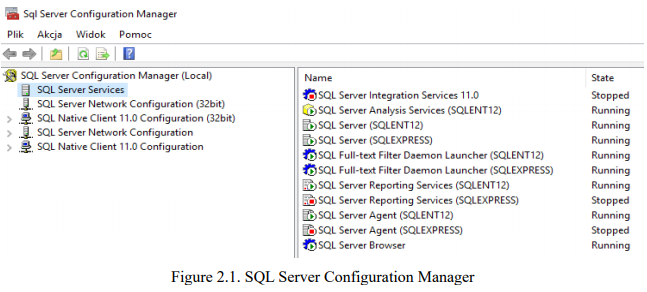 Sql Server Configuration Manager
Plik Akcja Widok Pomoc
SQL Server Configuration Manager (Local)
SQL Server Services
SQL Server Network Configuration (32bit)
SQL Native Client 11.0 Configuration (32bit)
SQL Server Network Configuration
SQL Native Client 11.0 Configuration
Name State
SQL Server Integration Services 11.0 Stopped
SQL Server Analysis Services (SQLENT12) Running
SQL Server (SQLENT12) Running
SQL Server (SQLEXPRESS) Running
SQL Full-text Filter Daemon Launcher (SQLENT12) Running
SQL Full-text Filter Daemon Launcher (SQLEXPRESS) Running
SQL Server Reporting Services (SQLENT12) Running
SQL Server Reporting Services (SQLEXPRESS) Stopped
SQL Server Agent (SQLENT12) Running
SQL Server Agent (SQLEXPRESS) Stopped
SQL Server Browser Running
Figure 2.1. SQL Server Configuration Manager